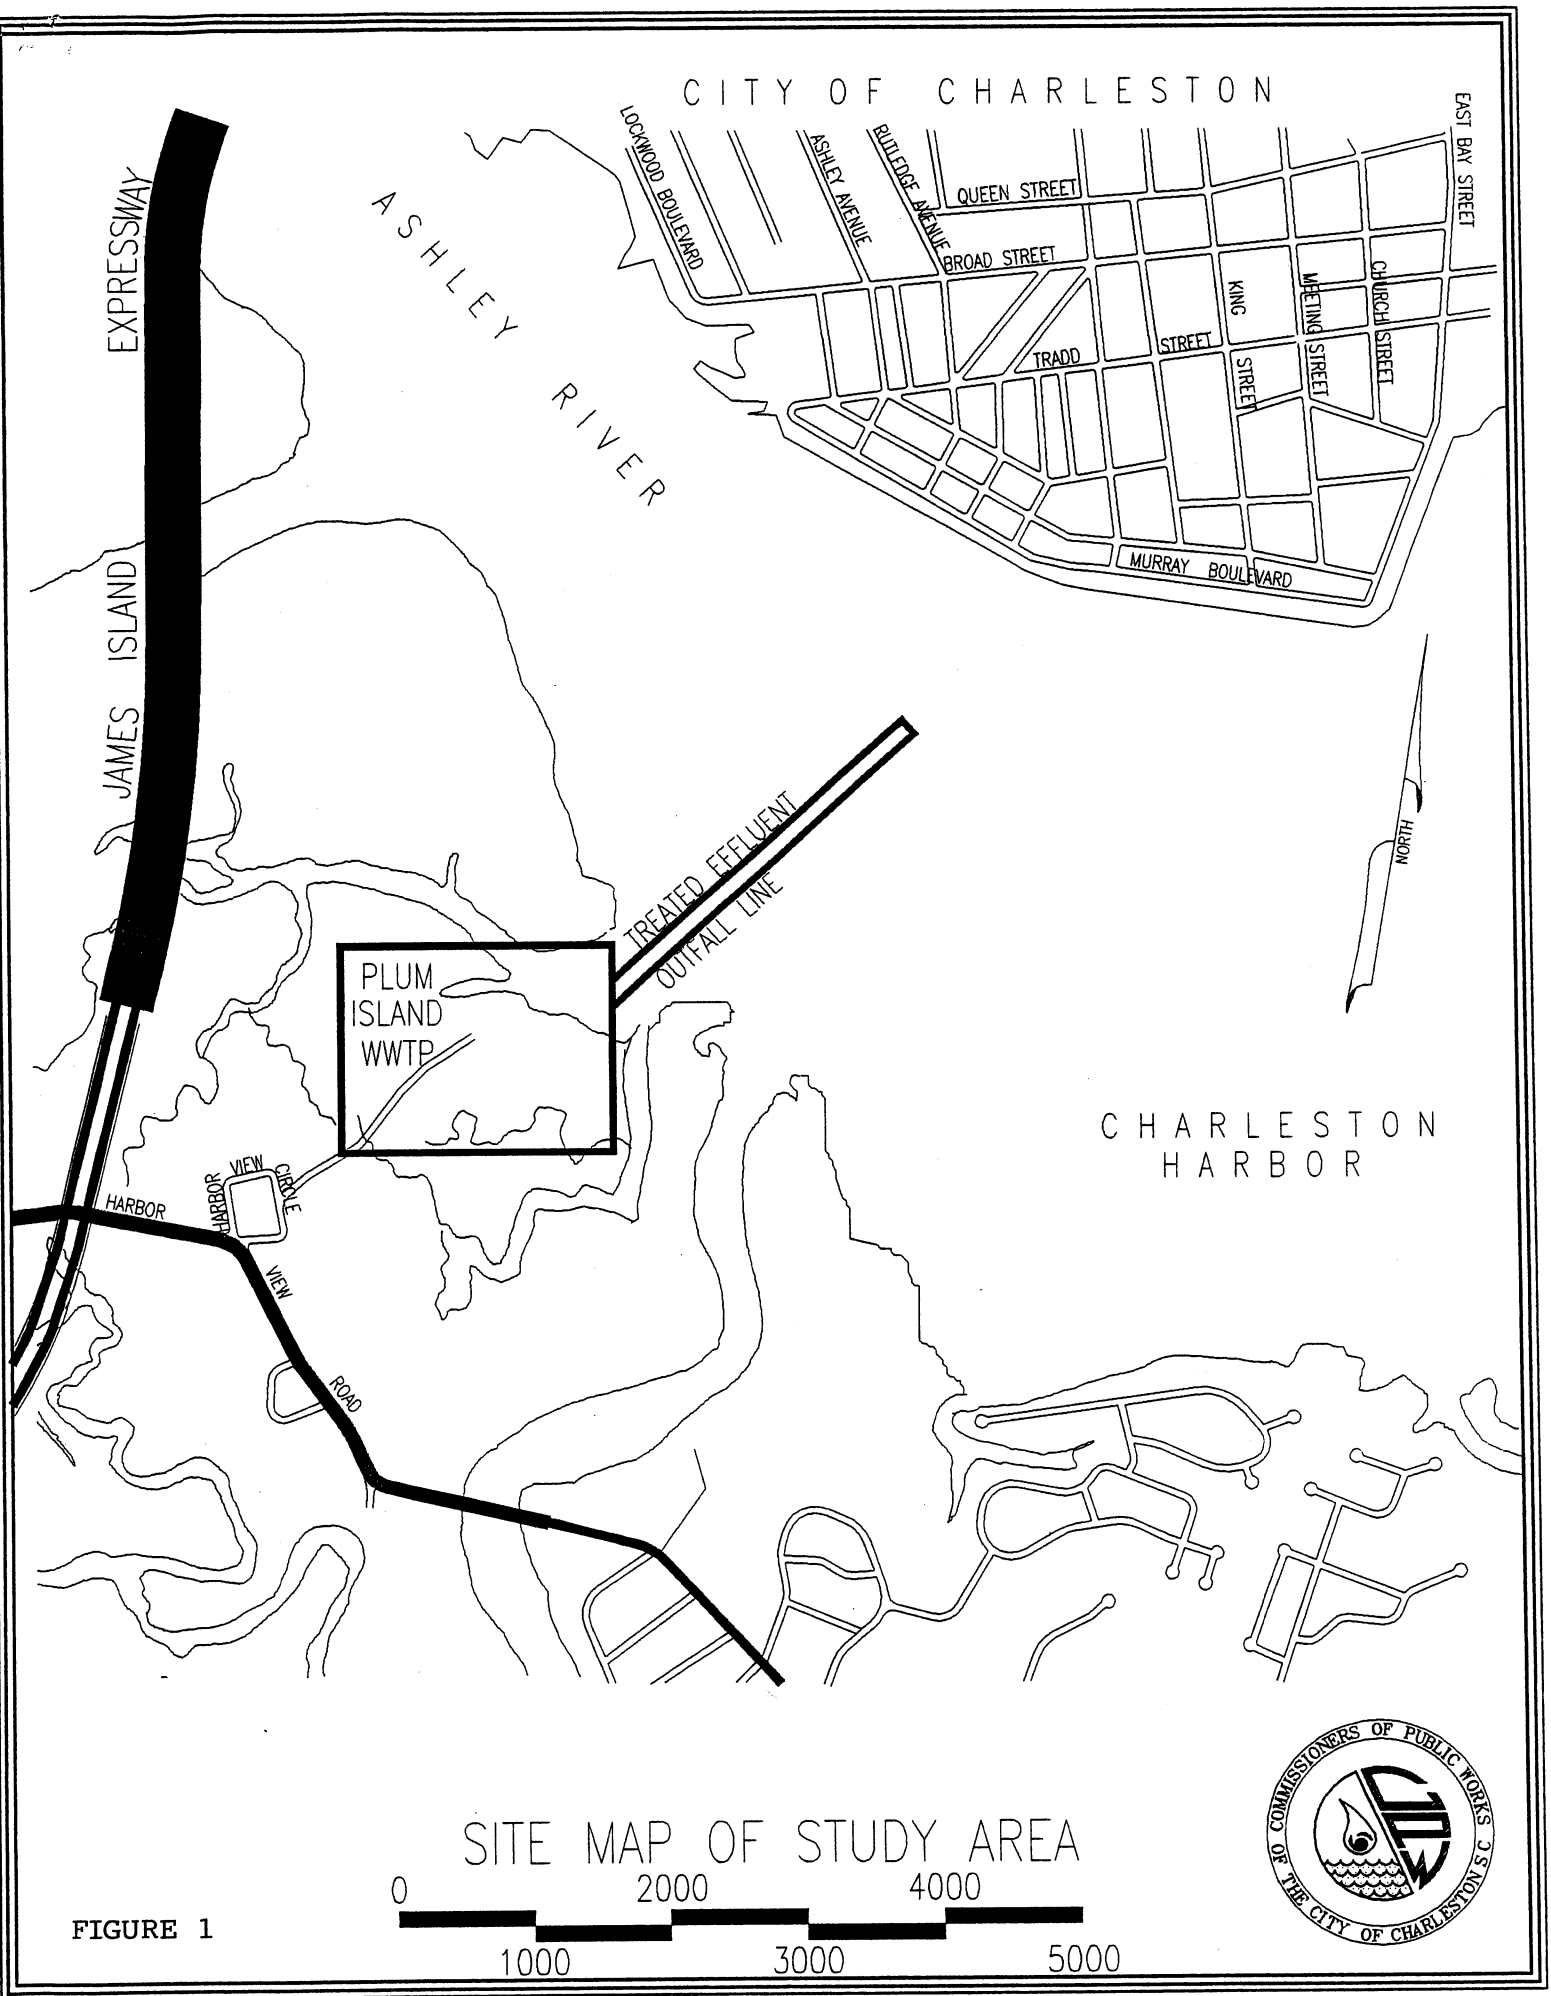 CITY OF CHARLESTON
LOCKWOOD BOULEVARD
ASHLEY AVENUE
RUTLEDGE AVENUE
QUEEN STREET
BROAD STREET
EAST BAY STREET
KING STREET
MEETING STREET
CHURCH STREET
TRADD STREET
MURRAY BOULEVARD
ASHLEY RIVER
JAMES ISLAND EXPRESSWAY
TREATED EFFLUENT
OUTFALL LINE
NORTH
PLUM
ISLAND
WWTP
CHARLESTON
HARBOR
HARBOR VIEW CIRCLE
HARBOR VIEW ROAD
SITE MAP OF STUDY AREA
0 2000 4000
1000 3000 5000
FIGURE 1
COMMISSIONERS OF PUBLIC WORKS
OF THE CITY OF CHARLESTON S C
CPW